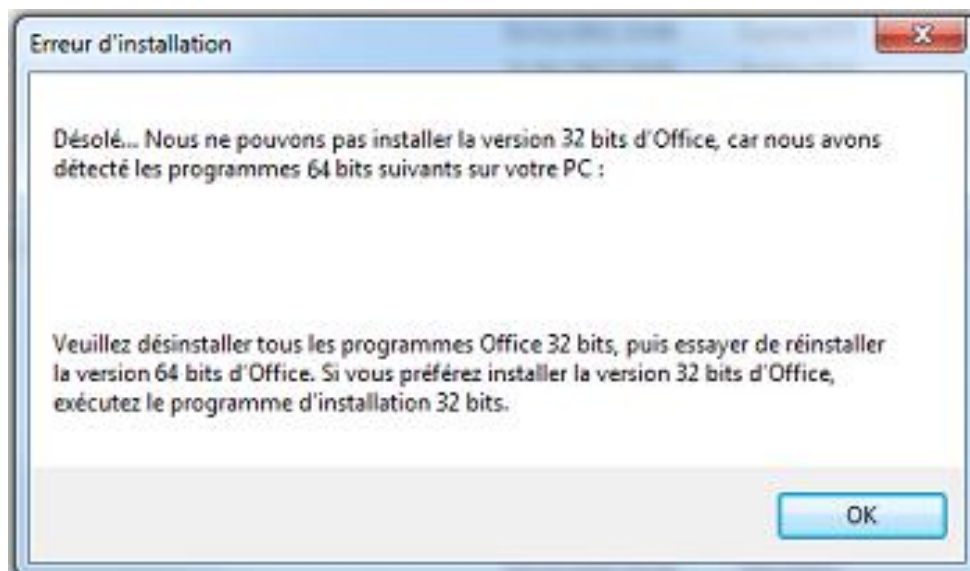 Erreur d'installation
Désolé... Nous ne pouvons pas installer la version 32 bits d'Office, car nous avons
détecté les programmes 64 bits suivants sur votre PC :
Veuillez désinstaller tous les programmes Office 32 bits, puis essayer de réinstaller
la version 64 bits d'Office. Si vous préférez installer la version 32 bits d'Office,
exécutez le programme d'installation 32 bits.
OK